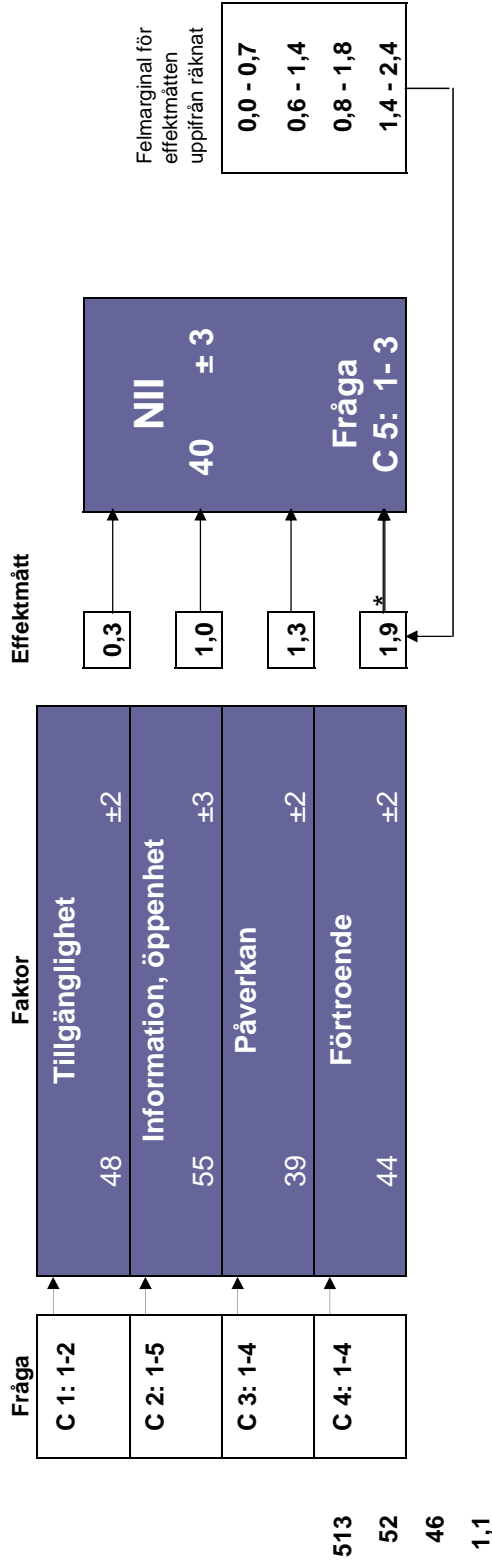 Fråga
Faktor
Effektmått
C 1: 1-2
Tillgänglighet
48 ±2
0,3
C 2: 1-5
Information, öppenhet
55 ±3
1,0
C 3: 1-4
Påverkan
39 ±2
1,3
C 4: 1-4
Förtroende
44 ±2
1,9
*
NII
40 ± 3
Fråga
C 5: 1- 3
Felmarginal för
effektmåtten
uppifrån räknat
0,0 - 0,7
0,6 - 1,4
0,8 - 1,8
1,4 - 2,4
513
52
46
1,1